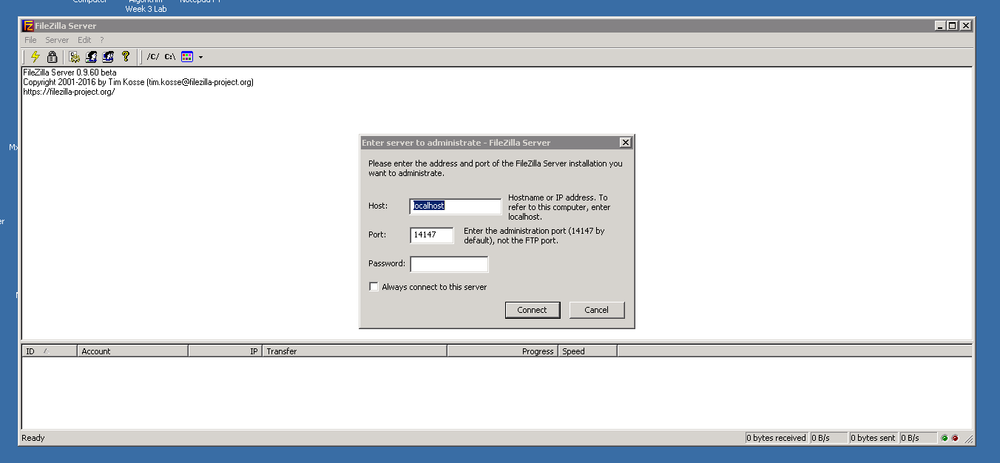 Computer
Algorithm
Week 3 Lab
FileZilla Server
File Server Edit ?
/C/ C:\
FileZilla Server 0.9.60 beta
Copyright 2001-2016 by Tim Kosse (tim.kosse@filezilla-project.org)
https://filezilla-project.org/
Enter server to administrate - FileZilla Server
Please enter the address and port of the FileZilla Server installation you
want to administrate.
Host:
localhost
Hostname or IP address. To
refer to this computer, enter
localhost.
Port:
14147
Enter the administration port (14147 by
default), not the FTP port.
Password:
Always connect to this server
Connect
Cancel
ID Account IP Transfer Progress Speed
Ready
0 bytes received 0 B/s 0 bytes sent 0 B/s